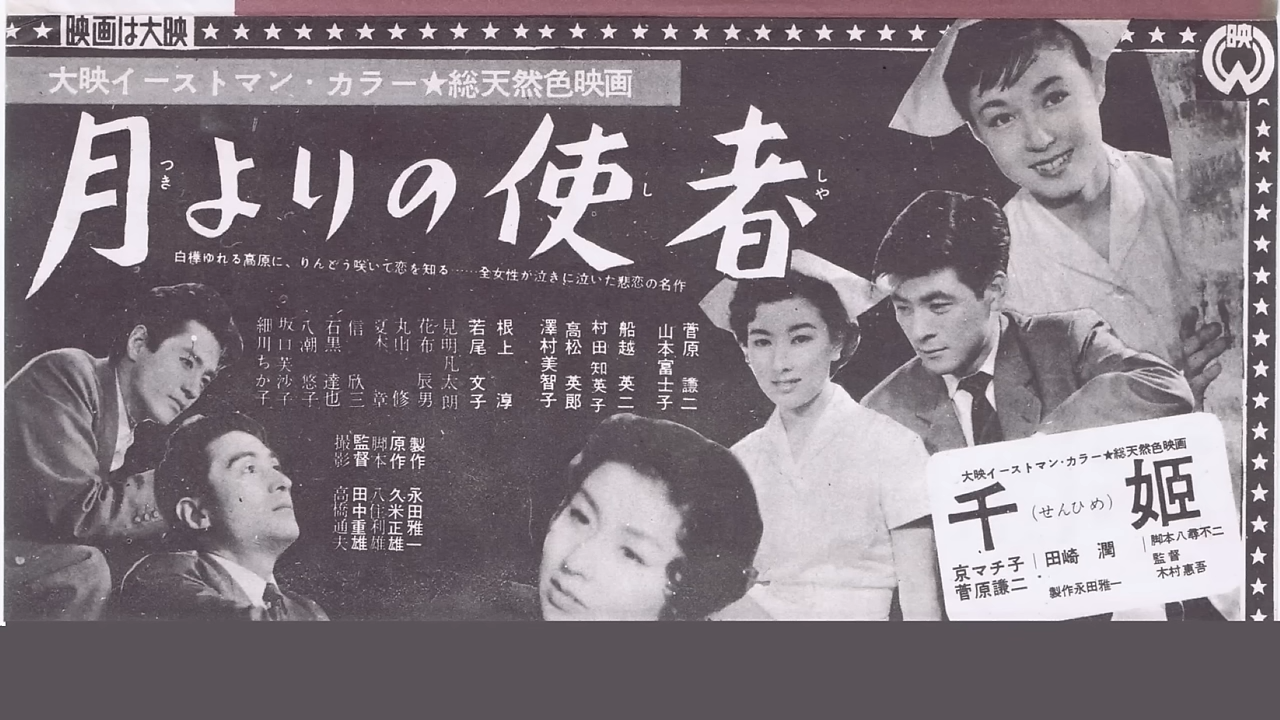 映画は大映
映
大映イーストマン・カラー★総天然色映画
月よりの使者
つき
し
しや
白樺ゆれる高原に、りんどう咲いて恋を知る……全女性が泣きに泣いた悲恋の名作
菅原謙二
山本富士子
船越英二
村田知英子
高松英郎
澤村美智子
根上淳
若尾文子
見明凡太朗
花布辰男
丸山修
夏木章
信欣三
石黒達也
八潮悠子
坂口芙沙子
細川ちか子
製作 永田雅一
原作 久米正雄
脚本 八住利雄
監督 田中重雄
撮影 高橋通夫
大映イーストマン・カラー★総天然色映画
千姫
(せんひめ)
京マチ子
菅原謙二
田崎潤
製作永田雅一
脚本八尋不二
監督
木村恵吾